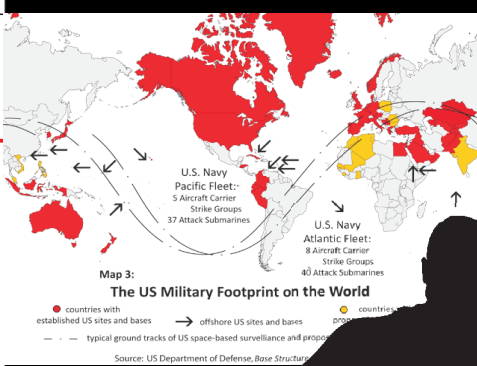 U.S. Navy
Pacific Fleet:
5 Aircraft Carrier
Strike Groups
37 Attack Submarines
U.S. Navy
Atlantic Fleet:
8 Aircraft Carrier
Strike Groups
40 Attack Submarines
Map 3:
The US Military Footprint on the World
countries with
established US sites and bases
offshore US sites and bases
countries
typical ground tracks of US space-based surveillance and
Source: US Department of Defense, Base Structure